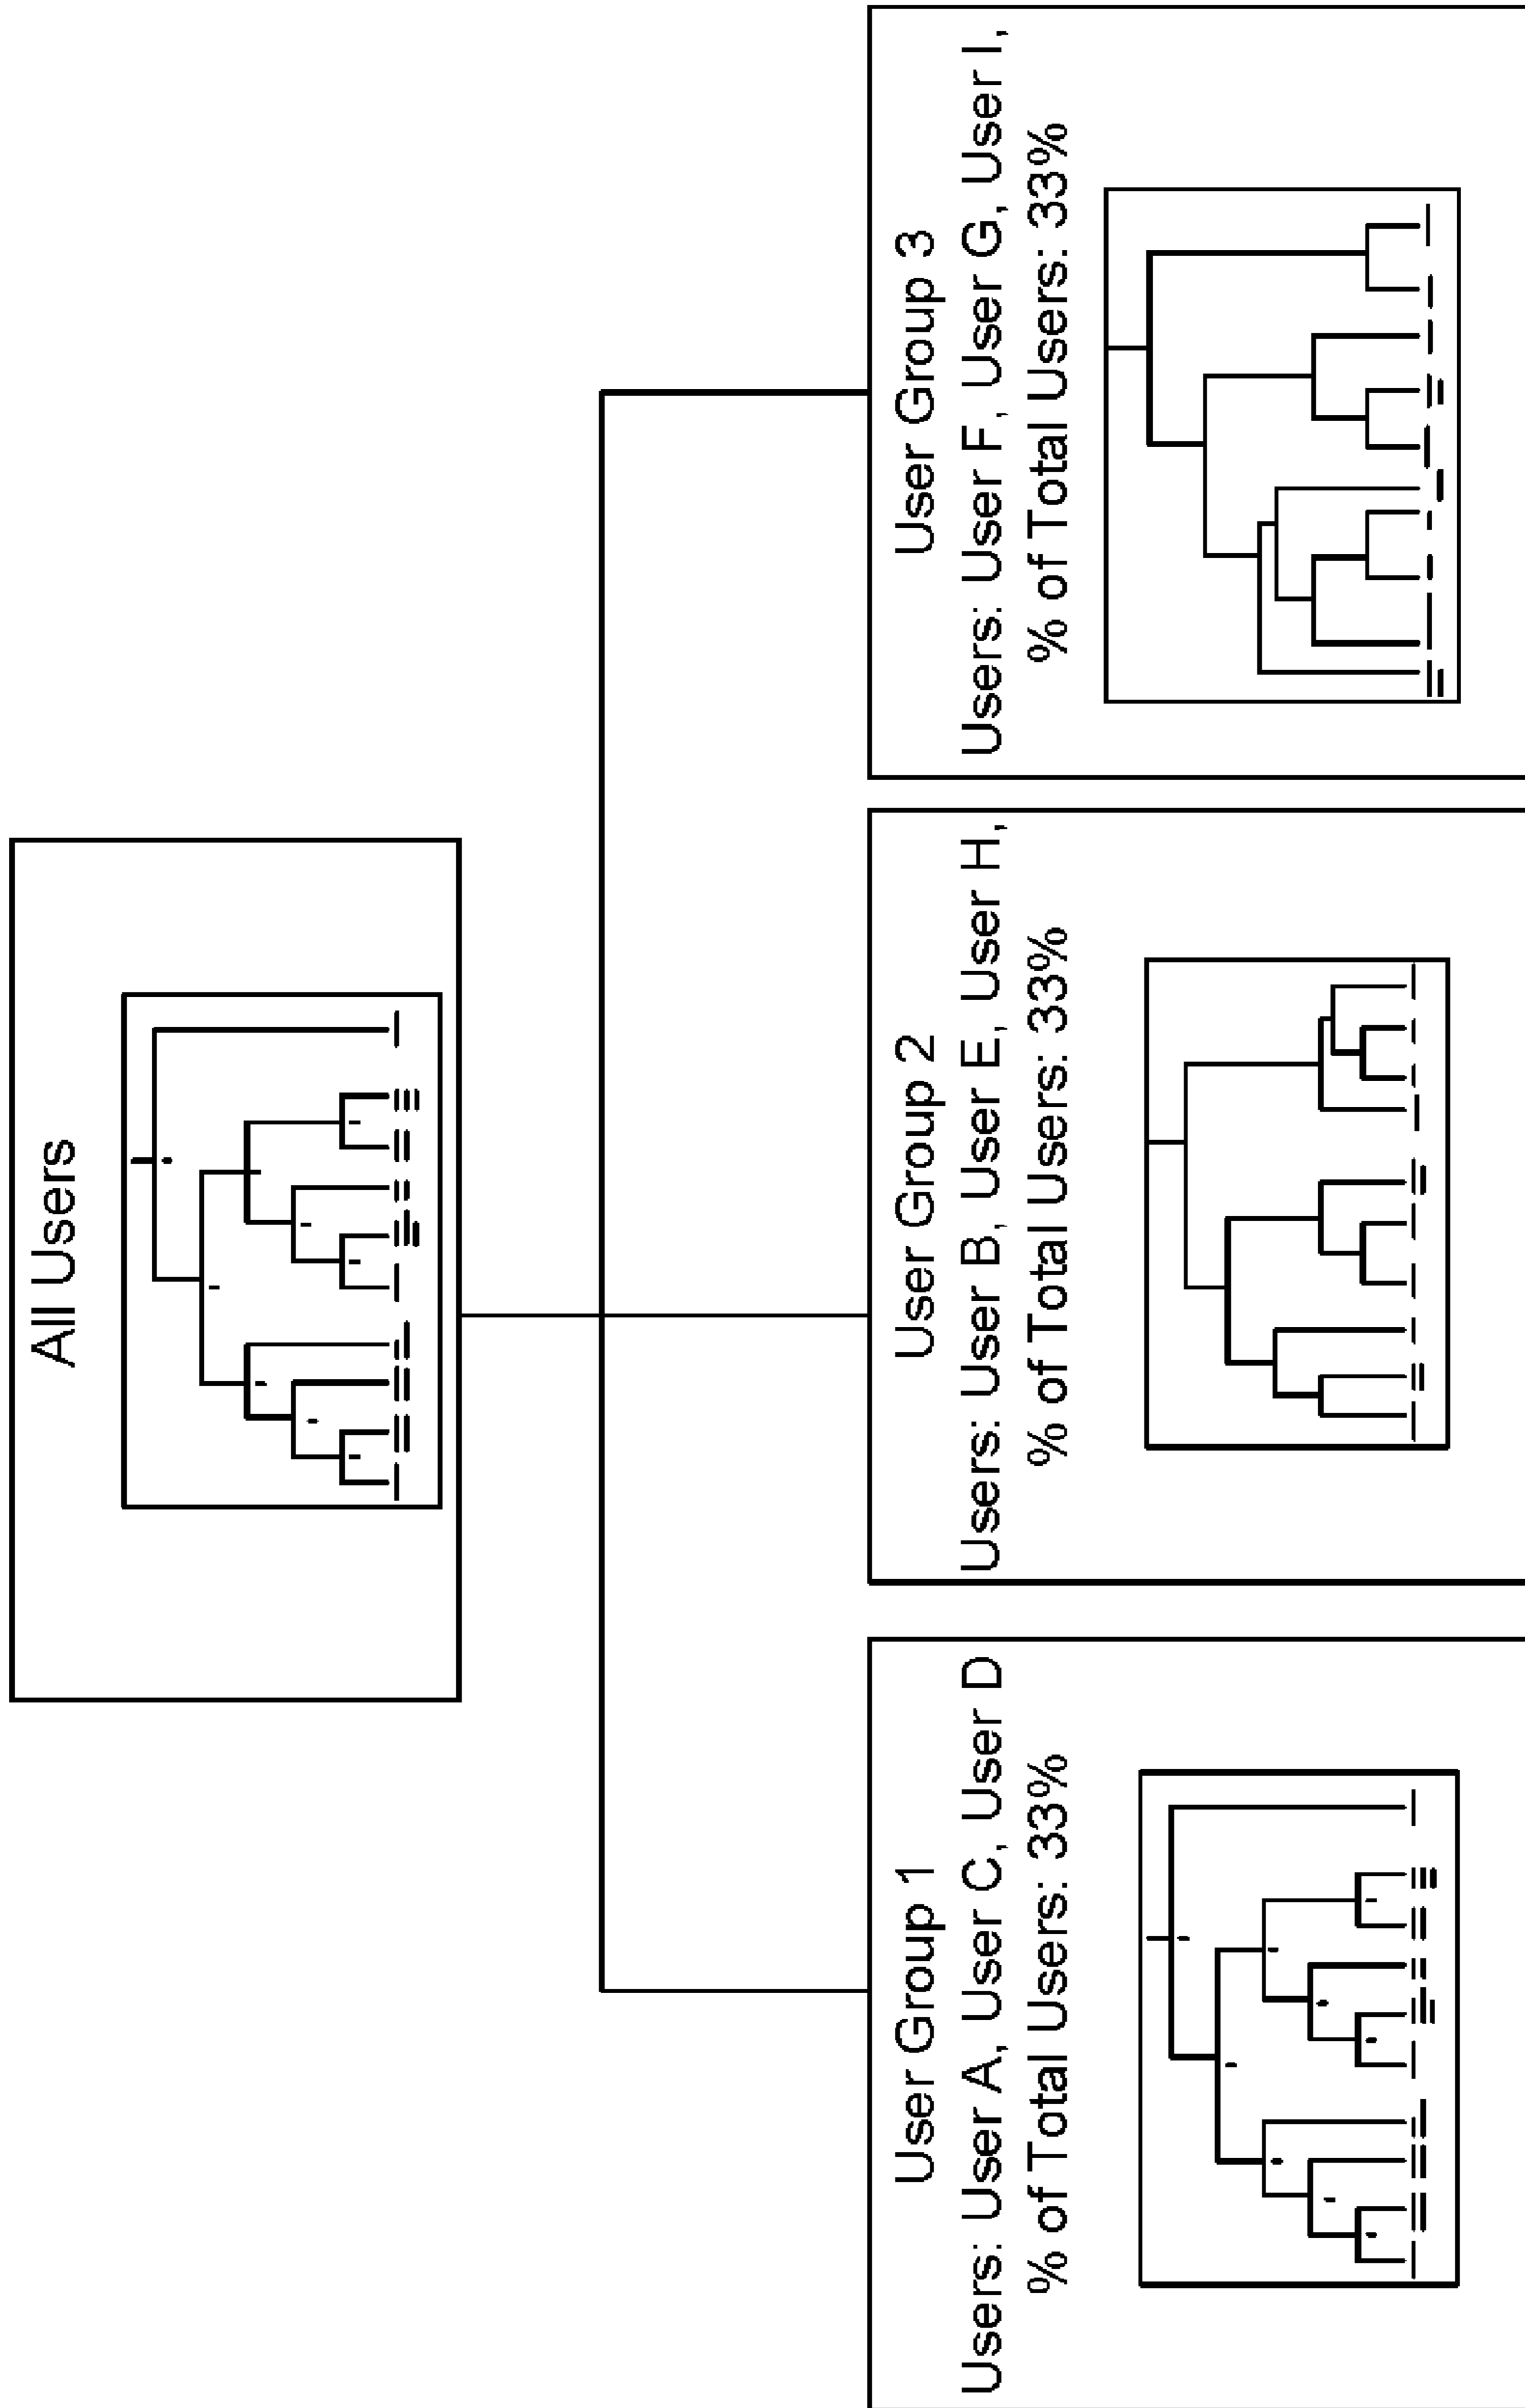 All Users
User Group 1
Users: User A, User C, User D
% of Total Users: 33%
User Group 2
Users: User B, User E, User H,
% of Total Users: 33%
User Group 3
Users: User F, User G, User I,
% of Total Users: 33%